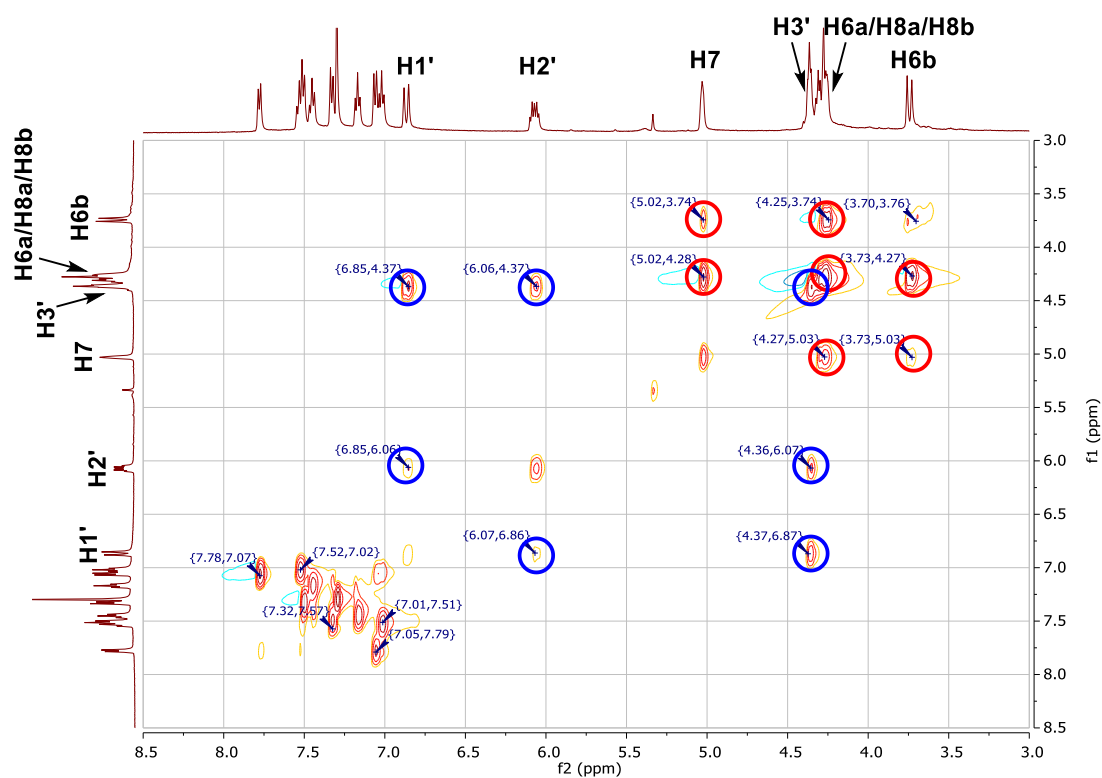 H3' H6a/H8a/H8b
H1' H2' H7 H6b
H6a/H8a/H8b
H6b
H3'
H7
H2'
H1'
{5.02,3.74} {4.25,3.74} {3.70,3.76}
{6.85,4.37} {6.06,4.37} {5.02,4.28} {3.73,4.27}
{4.27,5.03} {3.73,5.03}
{6.85,6.06} {4.36,6.07}
{6.07,6.86} {4.37,6.87}
{7.78,7.07} {7.52,7.02}
{7.32,7.57} {7.01,7.51}
{7.05,7.79}
3.0
3.5
4.0
4.5
5.0
5.5
6.0
6.5
7.0
7.5
8.0
8.5
f1 (ppm)
8.5 8.0 7.5 7.0 6.5 6.0 5.5 5.0 4.5 4.0 3.5 3.0
f2 (ppm)